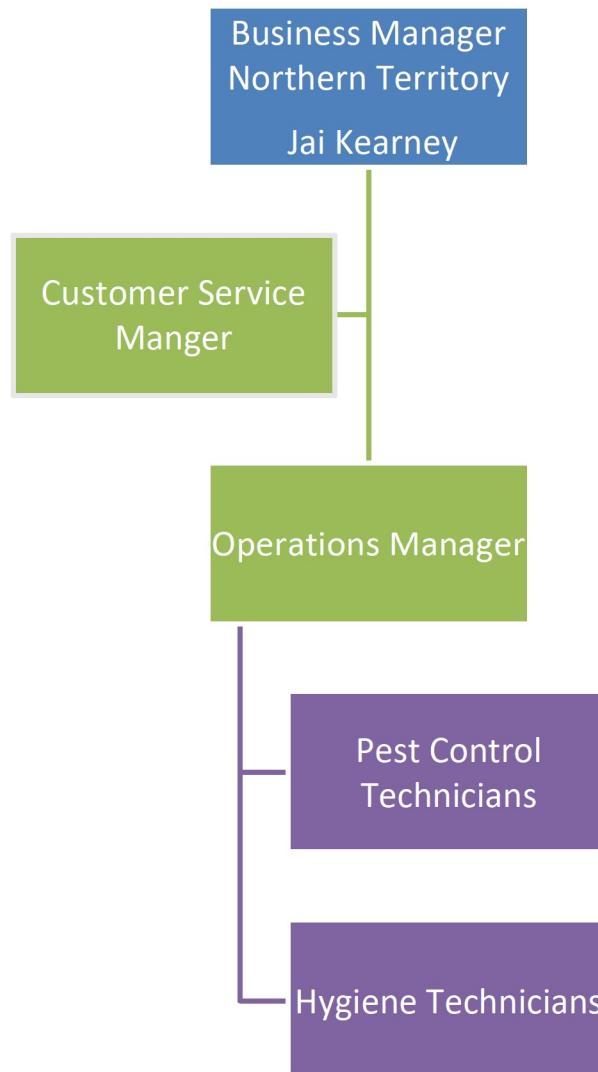 Business Manager
Northern Territory
Jai Kearney
Customer Service
Manger
Operations Manager
Pest Control
Technicians
Hygiene Technicians